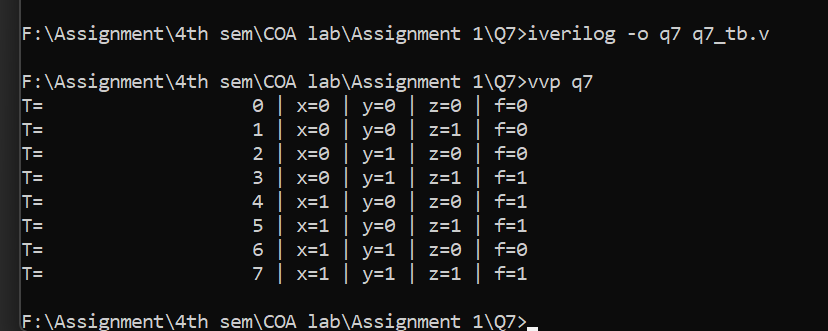 F:\Assignment\4th sem\COA lab\Assignment 1\Q7>iverilog -o q7 q7_tb.v
F:\Assignment\4th sem\COA lab\Assignment 1\Q7>vvp q7
T=                   0 | x=0 | y=0 | z=0 | f=0
T=                   1 | x=0 | y=0 | z=1 | f=0
T=                   2 | x=0 | y=1 | z=0 | f=0
T=                   3 | x=0 | y=1 | z=1 | f=1
T=                   4 | x=1 | y=0 | z=0 | f=1
T=                   5 | x=1 | y=0 | z=1 | f=1
T=                   6 | x=1 | y=1 | z=0 | f=0
T=                   7 | x=1 | y=1 | z=1 | f=1
F:\Assignment\4th sem\COA lab\Assignment 1\Q7>